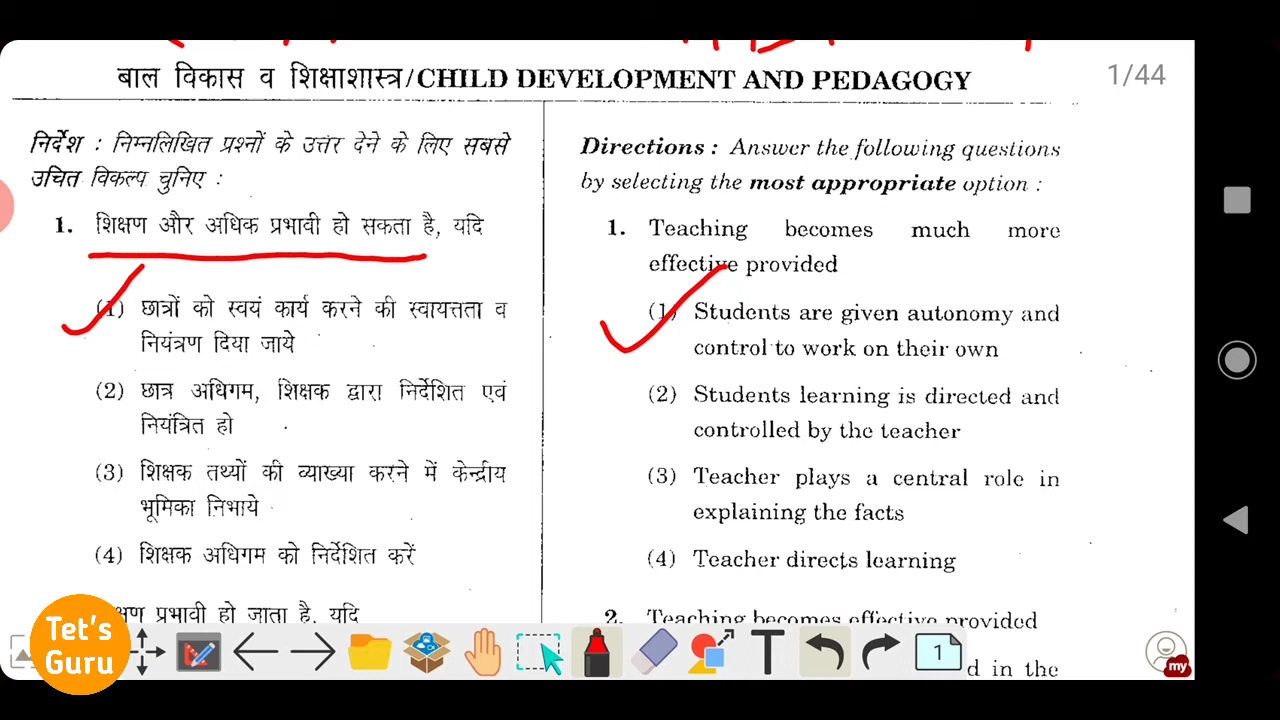 बाल विकास व शिक्षाशास्त्र/CHILD DEVELOPMENT AND PEDAGOGY
1/44
निर्देश : निम्नलिखित प्रश्नों के उत्तर देने के लिए सबसे
उचित विकल्प चुनिए :
1. शिक्षण और अधिक प्रभावी हो सकता है, यदि
(1) छात्रों को स्वयं कार्य करने की स्वायत्तता व
नियंत्रण दिया जाये
(2) छात्र अधिगम, शिक्षक द्वारा निर्देशित एवं
नियंत्रित हो
(3) शिक्षक तथ्यों की व्याख्या करने में केन्द्रीय
भूमिका निभाये
(4) शिक्षक अधिगम को निर्देशित करें
प्रभावी हो जाता है, यदि
Directions : Answer the following questions
by selecting the most appropriate option :
1. Teaching becomes much more
effective provided
(1) Students are given autonomy and
control to work on their own
(2) Students learning is directed and
controlled by the teacher
(3) Teacher plays a central role in
explaining the facts
(4) Teacher directs learning
2. Teaching becomes effective provided
d in the
Tet's
Guru
T
1
my